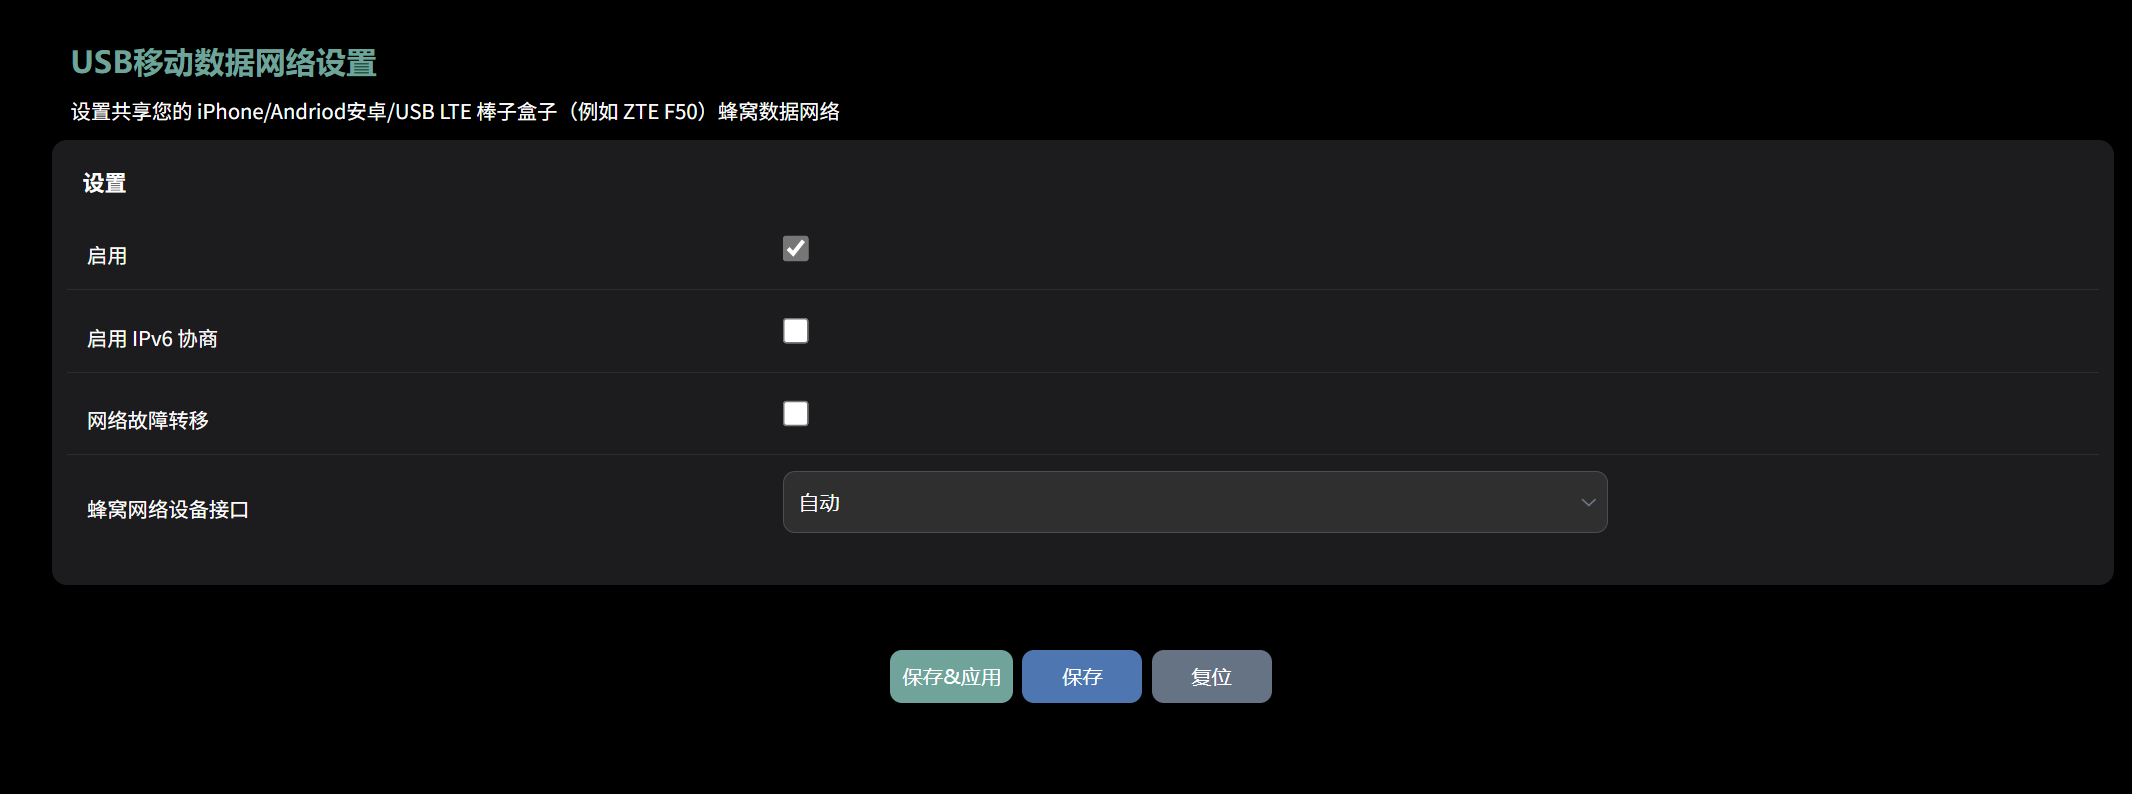 USB移动数据网络设置
设置共享您的 iPhone/Andriod安卓/USB LTE 棒子盒子（例如 ZTE F50）蜂窝数据网络
设置
启用
启用 IPv6 协商
网络故障转移
蜂窝网络设备接口
自动
保存&应用
保存
复位